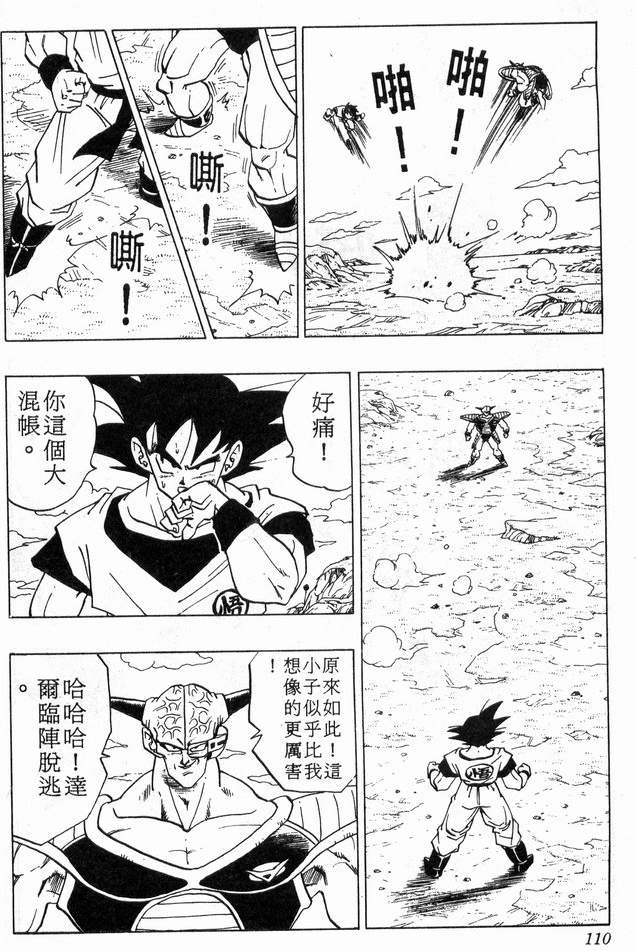 啪！
啪！
嘶！
嘶！
悟
好痛！
你這個大
混帳。
悟
原來如此！這
小子似乎比我
想像的更厲害
！
哈哈哈！達
爾臨陣脫逃
。
110